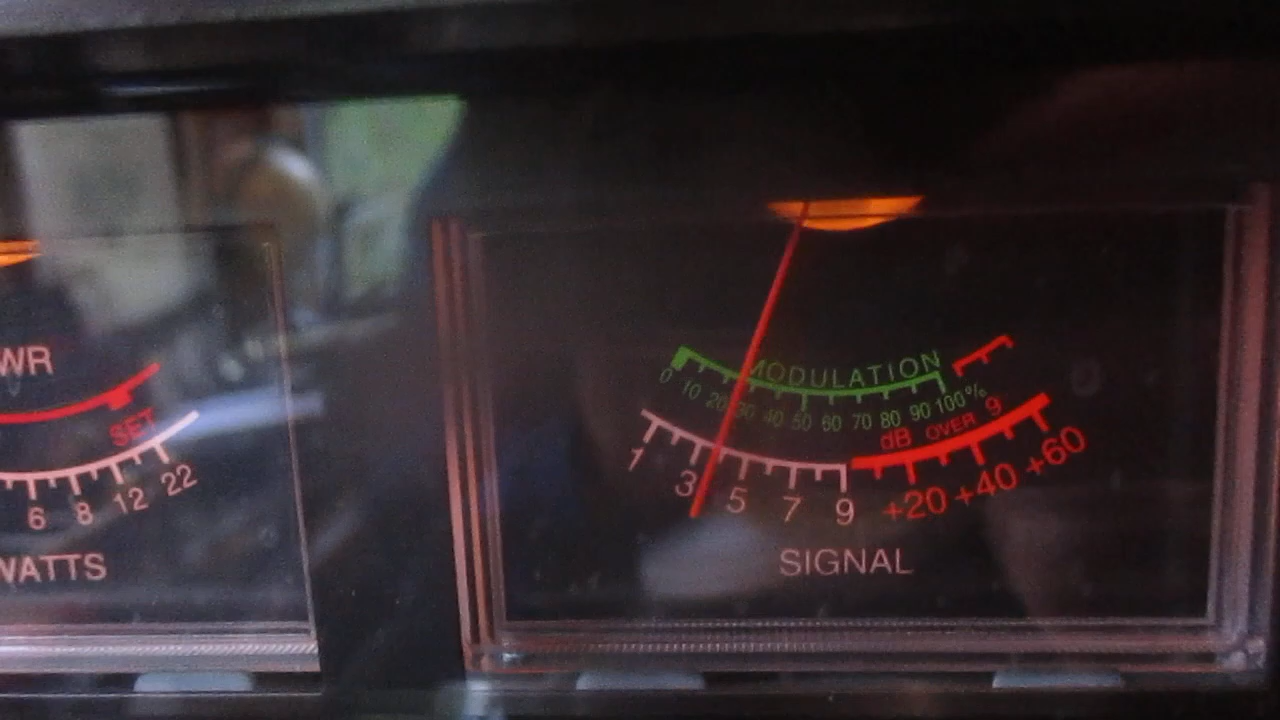 WR
SET
6 8 12 22
WATTS
MODULATION
0 10 20 30 40 50 60 70 80 90 100%
dB OVER 9
1 3 5 7 9 +20 +40 +60
SIGNAL